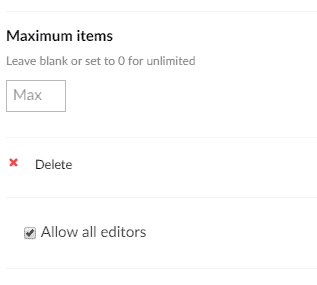 Maximum items
Leave blank or set to 0 for unlimited
Max
Delete
Allow all editors